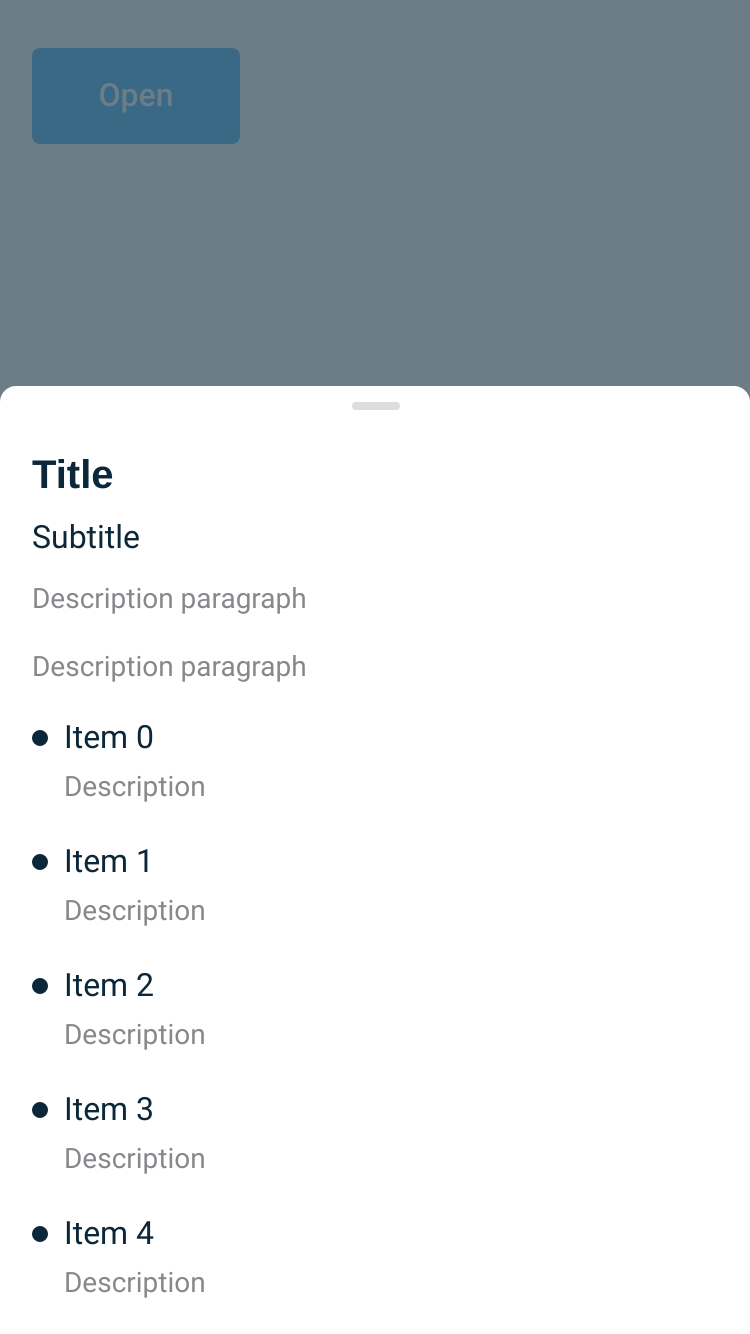 Open
Title
Subtitle
Description paragraph
Description paragraph
Item 0
Description
Item 1
Description
Item 2
Description
Item 3
Description
Item 4
Description